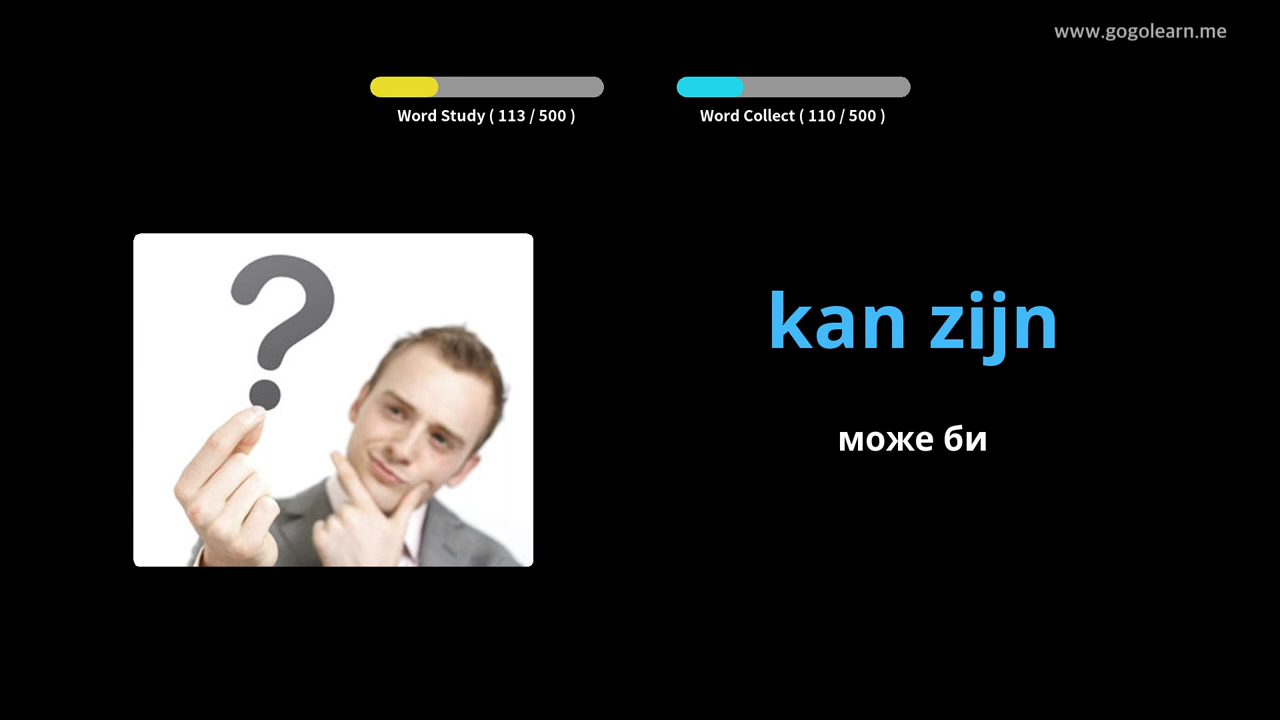 www.gogolearn.me
Word Study ( 113 / 500 )
Word Collect ( 110 / 500 )
kan zijn
може би